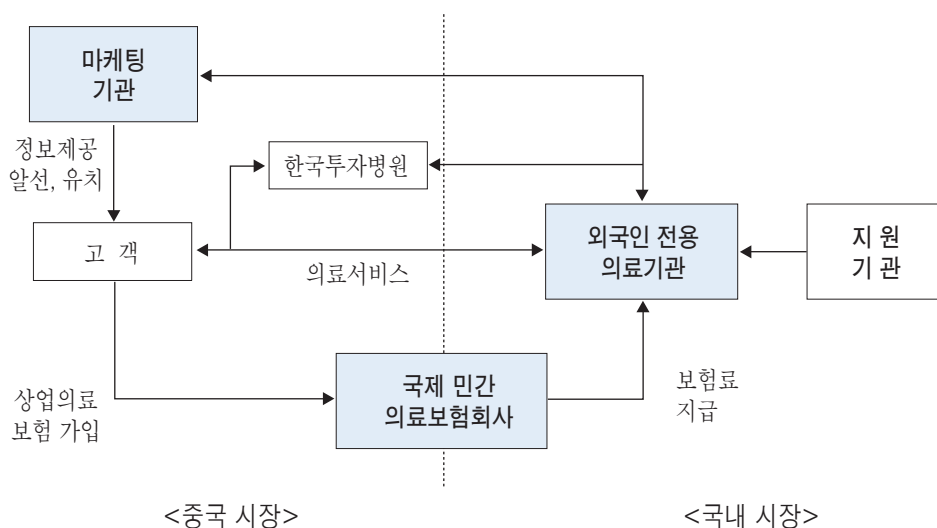 마케팅
기관
정보제공
알선, 유치
한국투자병원
고 객
의료서비스
외국인 전용
의료기관
지 원
기 관
국제 민간
의료보험회사
상업의료
보험 가입
보험료
지급
<중국 시장>
<국내 시장>